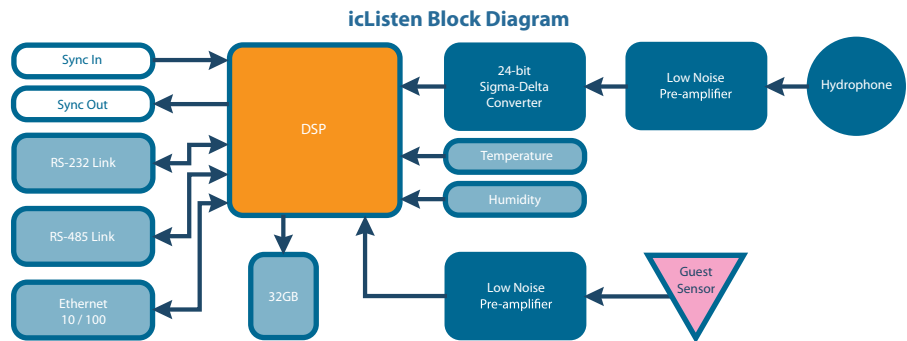 icListen Block Diagram
Sync In
Sync Out
RS-232 Link
RS-485 Link
Ethernet
10 / 100
DSP
32GB
24-bit
Sigma-Delta
Converter
Low Noise
Pre-amplifier
Hydrophone
Temperature
Humidity
Low Noise
Pre-amplifier
Guest
Sensor